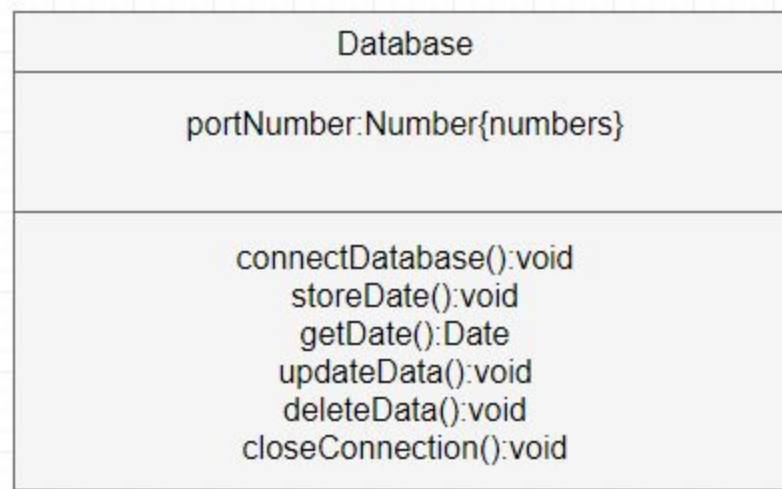 Database
portNumber:Number{numbers}
connectDatabase():void
storeDate():void
getDate():Date
updateData():void
deleteData():void
closeConnection():void